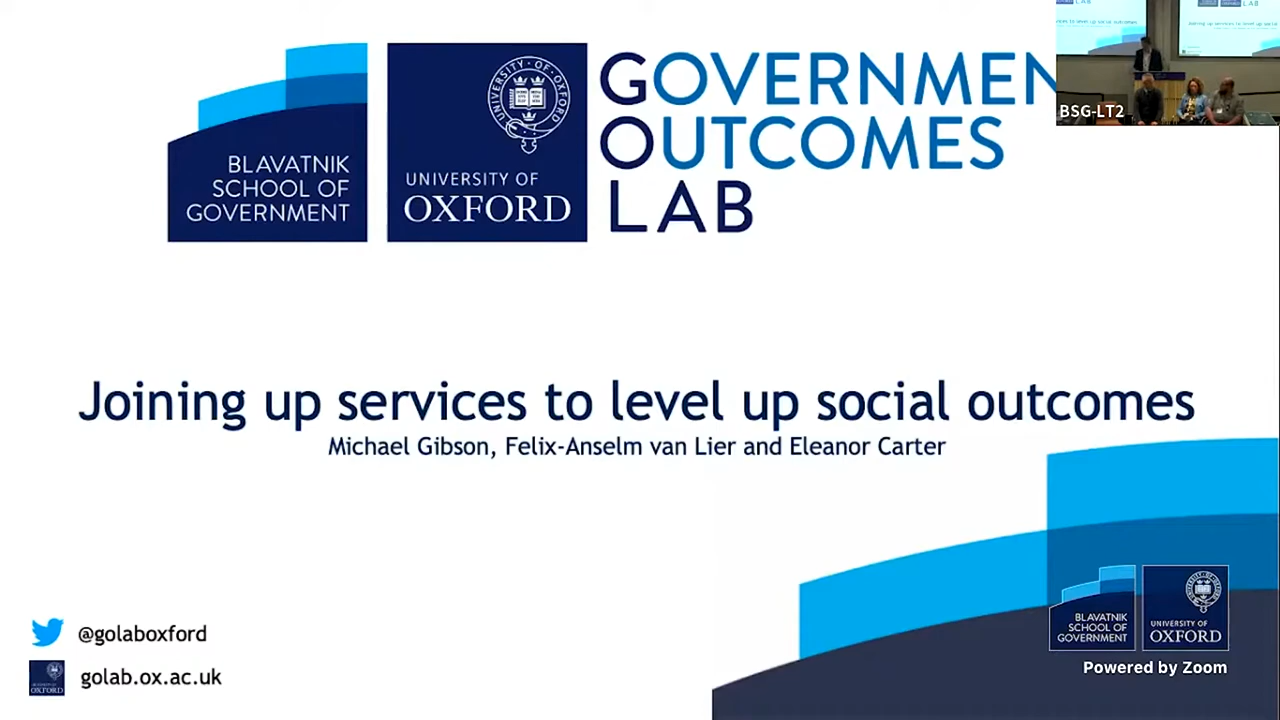 BLAVATNIK
SCHOOL OF
GOVERNMENT
UNIVERSITY OF
OXFORD
GOVERNMEN
OUTCOMES
LAB
BSG-LT2
Joining up services to level up social outcomes
Michael Gibson, Felix-Anselm van Lier and Eleanor Carter
@golaboxford
golab.ox.ac.uk
BLAVATNIK
SCHOOL OF
GOVERNMENT
UNIVERSITY OF
OXFORD
Powered by Zoom